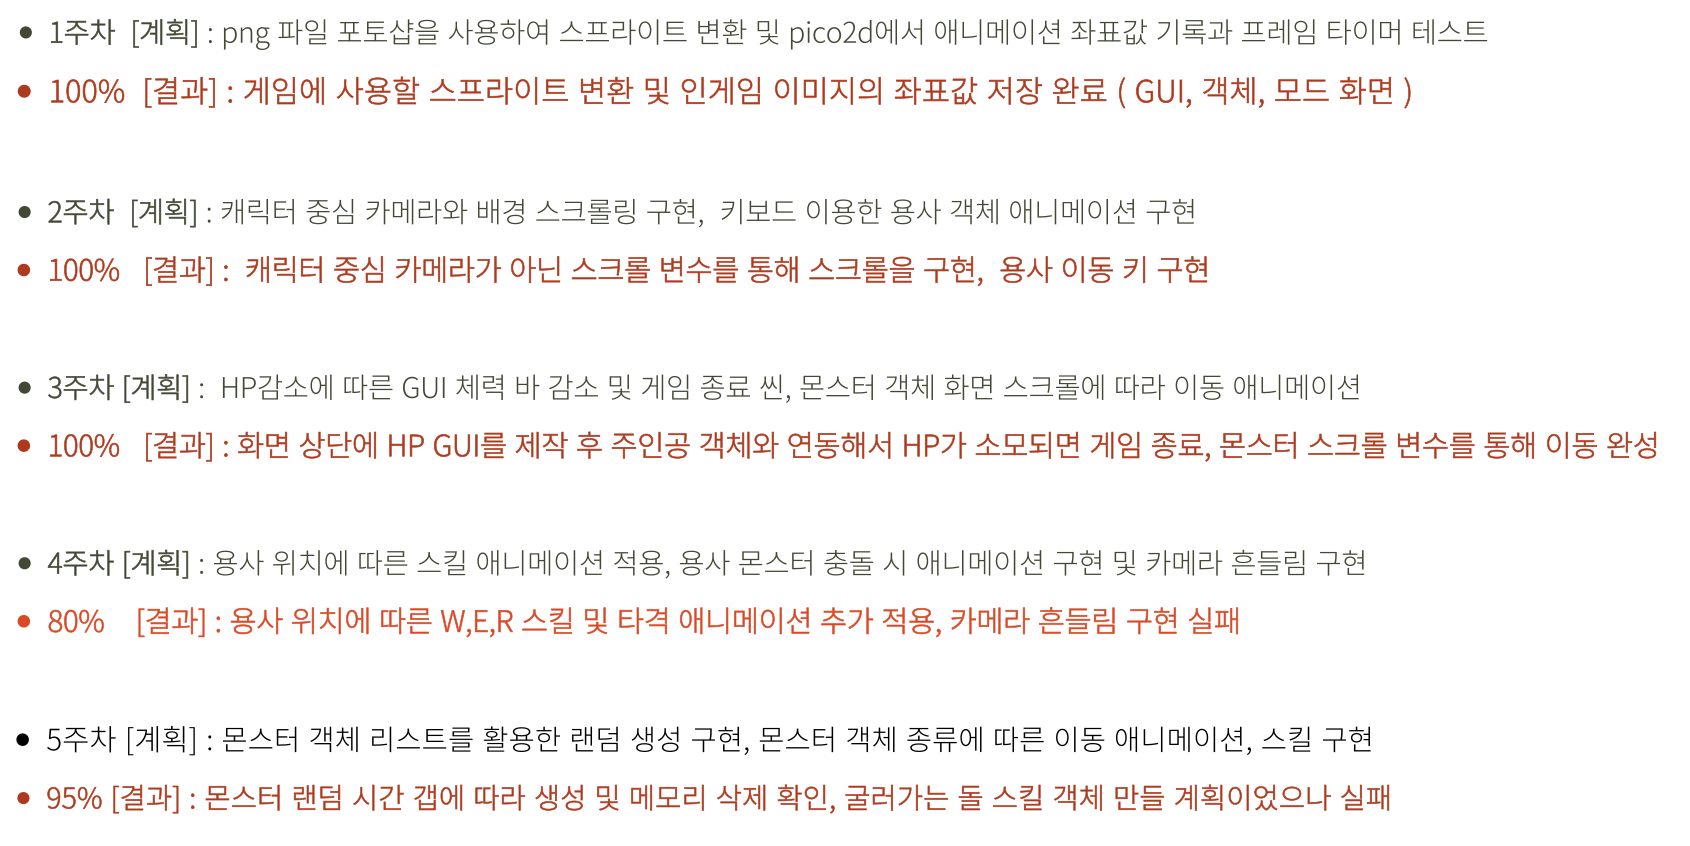 • 1주차 [계획] : png 파일 포토샵을 사용하여 스프라이트 변환 및 pico2d에서 애니메이션 좌표값 기록과 프레임 타이머 테스트
• 100% [결과] : 게임에 사용할 스프라이트 변환 및 인게임 이미지의 좌표값 저장 완료 ( GUI, 객체, 모드 화면 )
• 2주차 [계획] : 캐릭터 중심 카메라와 배경 스크롤링 구현, 키보드 이용한 용사 객체 애니메이션 구현
• 100% [결과] : 캐릭터 중심 카메라가 아닌 스크롤 변수를 통해 스크롤을 구현, 용사 이동 키 구현
• 3주차 [계획] : HP감소에 따른 GUI 체력 바 감소 및 게임 종료 씬, 몬스터 객체 화면 스크롤에 따라 이동 애니메이션
• 100% [결과] : 화면 상단에 HP GUI를 제작 후 주인공 객체와 연동해서 HP가 소모되면 게임 종료, 몬스터 스크롤 변수를 통해 이동 완성
• 4주차 [계획] : 용사 위치에 따른 스킬 애니메이션 적용, 용사 몬스터 충돌 시 애니메이션 구현 및 카메라 흔들림 구현
• 80% [결과] : 용사 위치에 따른 W,E,R 스킬 및 타격 애니메이션 추가 적용, 카메라 흔들림 구현 실패
• 5주차 [계획] : 몬스터 객체 리스트를 활용한 랜덤 생성 구현, 몬스터 객체 종류에 따른 이동 애니메이션, 스킬 구현
• 95% [결과] : 몬스터 랜덤 시간 갭에 따라 생성 및 메모리 삭제 확인, 굴러가는 돌 스킬 객체 만들 계획이었으나 실패